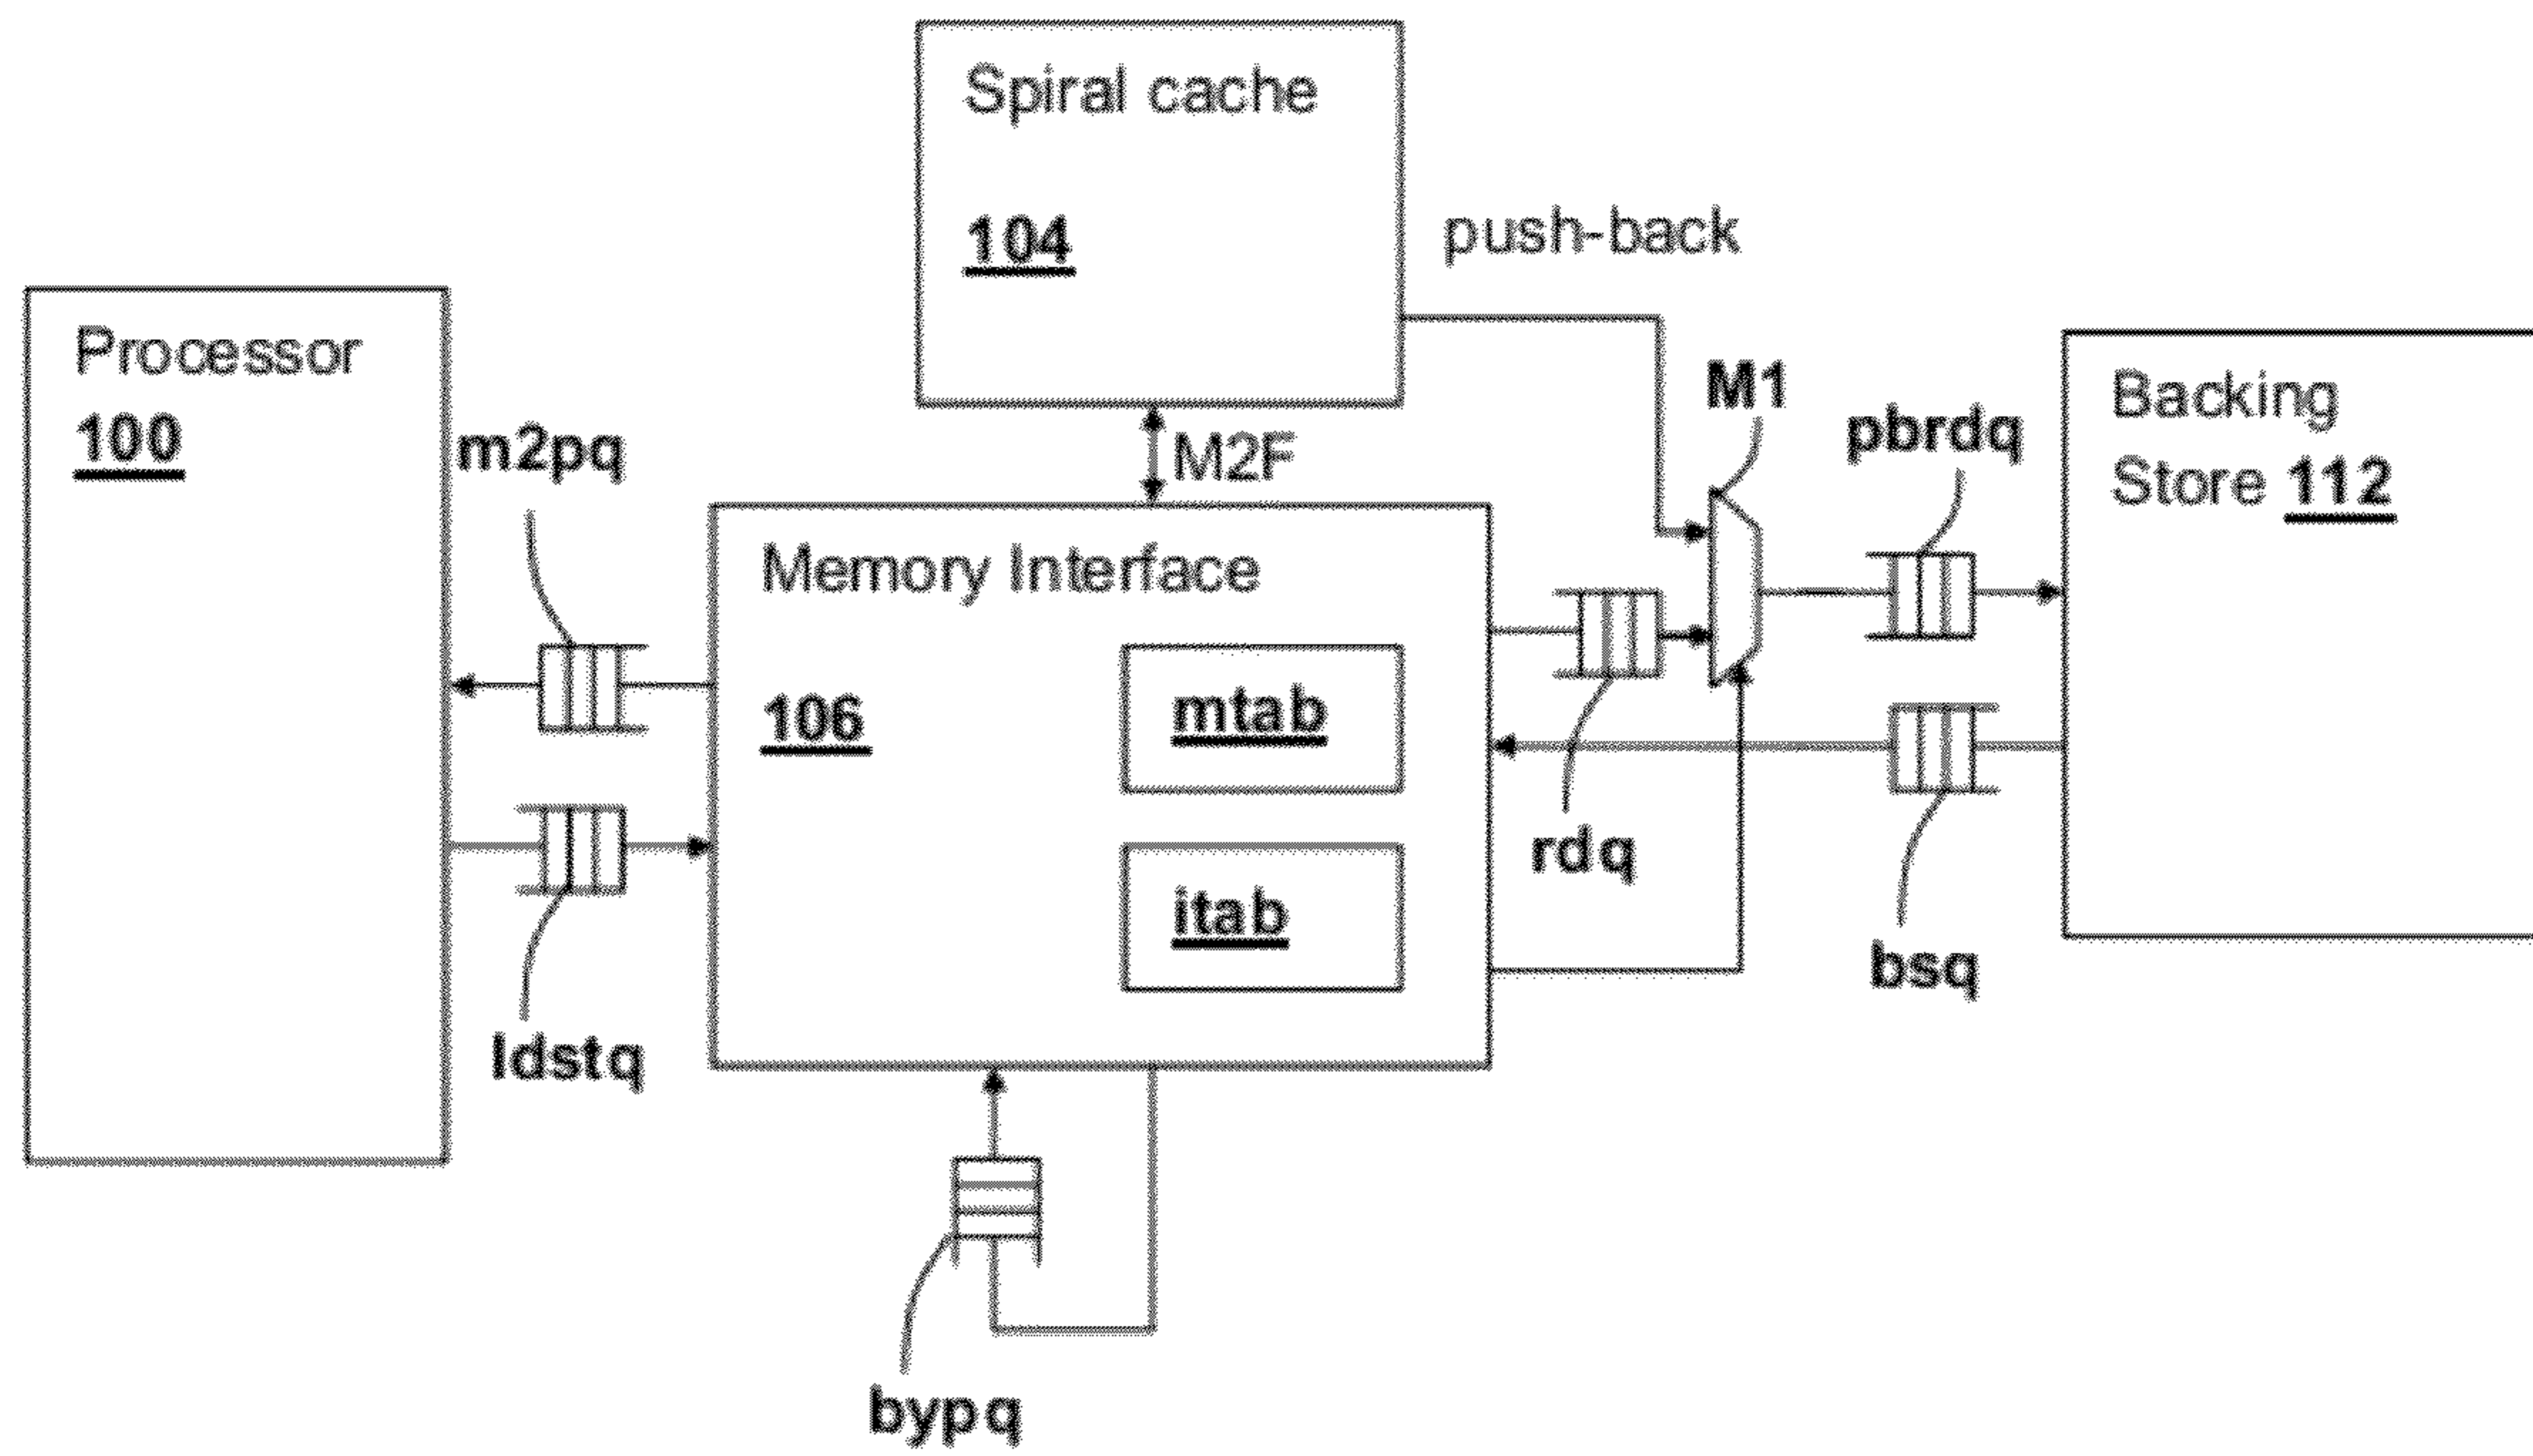 Spiral cache
104
push-back
Processor
100
m2pq
M2F
M1
pbrdq
Backing
Store 112
Memory Interface
106
mtab
itab
rdq
bsq
ldstq
bypq